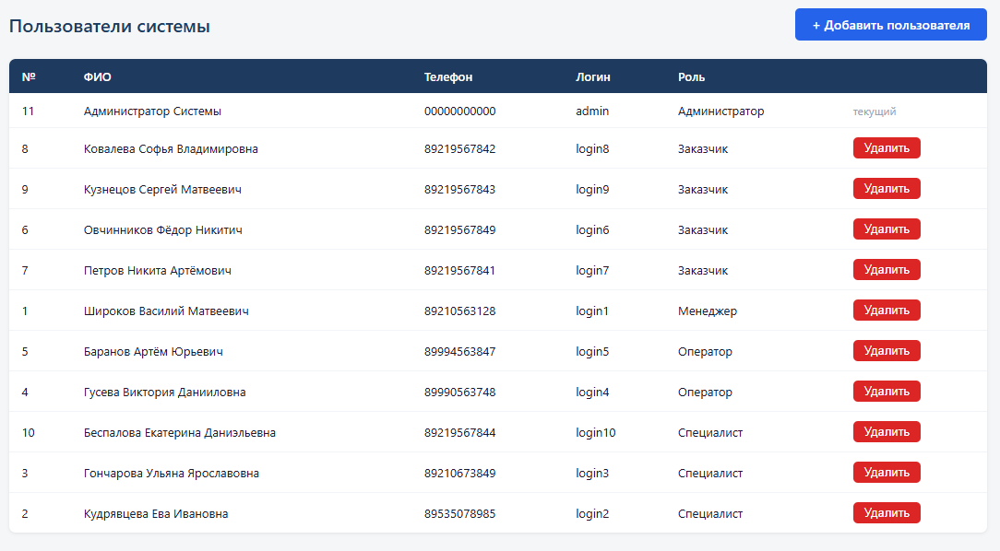 Пользователи системы
+ Добавить пользователя
№ ФИО Телефон Логин Роль
11 Администратор Системы 00000000000 admin Администратор текущий
8 Ковалева Софья Владимировна 89219567842 login8 Заказчик Удалить
9 Кузнецов Сергей Матвеевич 89219567843 login9 Заказчик Удалить
6 Овчинников Фёдор Никитич 89219567849 login6 Заказчик Удалить
7 Петров Никита Артёмович 89219567841 login7 Заказчик Удалить
1 Широков Василий Матвеевич 89210563128 login1 Менеджер Удалить
5 Баранов Артём Юрьевич 89994563847 login5 Оператор Удалить
4 Гусева Виктория Данииловна 89990563748 login4 Оператор Удалить
10 Беспалова Екатерина Даниэльевна 89219567844 login10 Специалист Удалить
3 Гончарова Ульяна Ярославовна 89210673849 login3 Специалист Удалить
2 Кудрявцева Ева Ивановна 89535078985 login2 Специалист Удалить